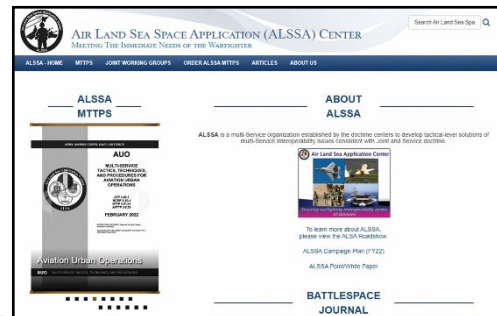 Search Air Land Sea Spa
AIR LAND SEA SPACE APPLICATION (ALSSA) CENTER
MEETING THE IMMEDIATE NEEDS OF THE WARFIGHTER
ALSSA - HOME MTTPS JOINT WORKING GROUPS ORDER ALSSA MTTPS ARTICLES ABOUT US
ALSSA
MTTPS
AUO
MULTI-SERVICE
TACTICS, TECHNIQUES,
AND PROCEDURES FOR
AVIATION URBAN
OPERATIONS
FEBRUARY 2022
Aviation Urban Operations
AUO
ABOUT
ALSSA
ALSSA is a multi-Service organization established by the doctrine centers to develop tactical-level solutions of
multi-Service interoperability issues consistent with Joint and Service doctrine
Air Land Sea Application Center
To learn more about ALSSA,
please view the ALSA Roadshow.
ALSSA Campaign Plan (FY22)
ALSSA Point/White Paper
BATTLESPACE
JOURNAL